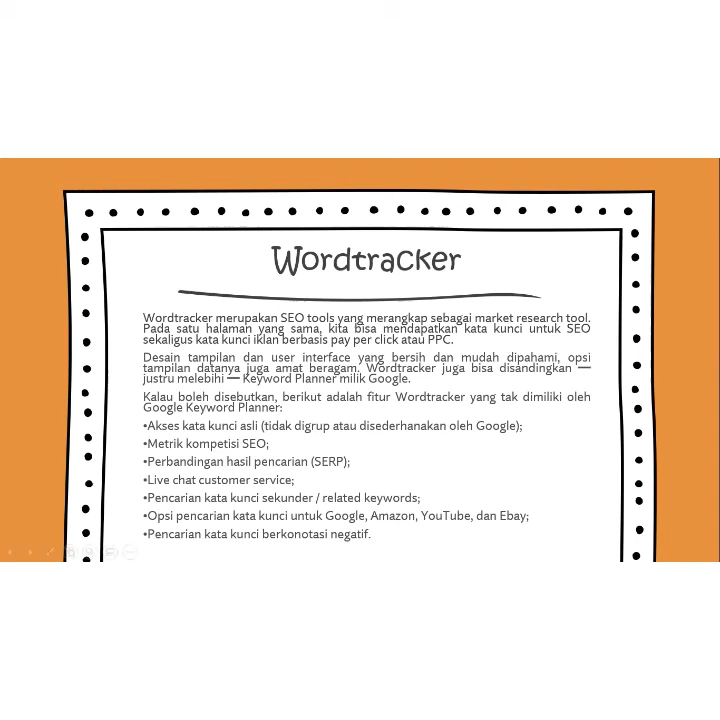 Wordtracker
Wordtracker merupakan SEO tools yang merangkap sebagai market research tool.
Pada satu halaman yang sama, kita bisa mendapatkan kata kunci untuk SEO
sekaligus kata kunci iklan berbasis pay per click atau PPC.
Desain tampilan dan user interface yang bersih dan mudah dipahami, opsi
tampilan datanya juga amat beragam. Wordtracker juga bisa disandingkan —
justru melebihi — Keyword Planner milik Google.
Kalau boleh disebutkan, berikut adalah fitur Wordtracker yang tak dimiliki oleh
Google Keyword Planner:
•Akses kata kunci asli (tidak digrup atau disederhanakan oleh Google);
•Metrik kompetisi SEO;
•Perbandingan hasil pencarian (SERP);
•Live chat customer service;
•Pencarian kata kunci sekunder / related keywords;
•Opsi pencarian kata kunci untuk Google, Amazon, YouTube, dan Ebay;
•Pencarian kata kunci berkonotasi negatif.